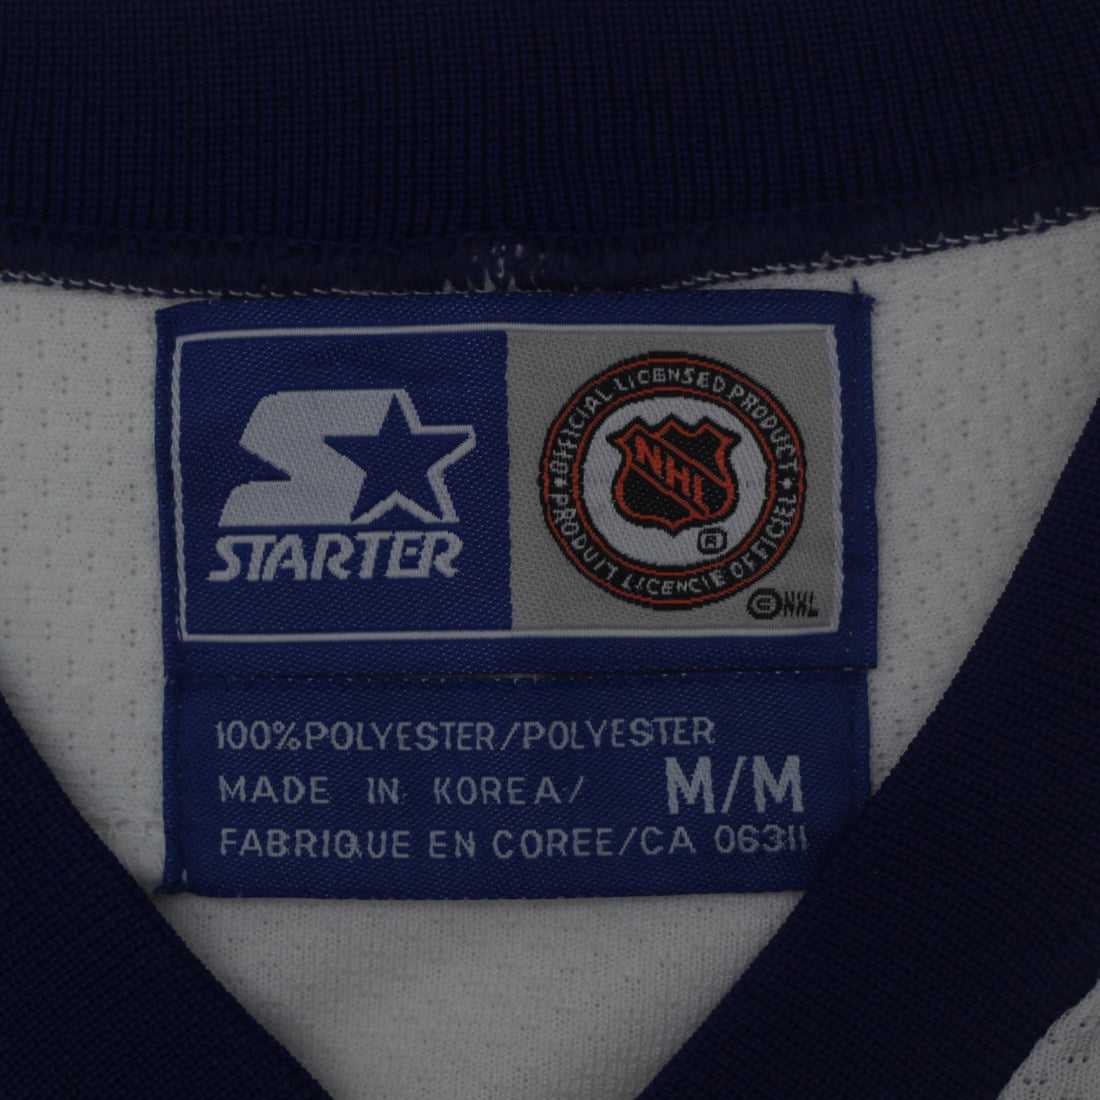 STARTER
•OFFICIAL LICENSED PRODUCT•
PRODUIT LICENCIE OFFICIEL
NHL
®
© NHL
100%POLYESTER/POLYESTER
MADE IN KOREA/
M/M
FABRIQUE EN COREE/CA 06311